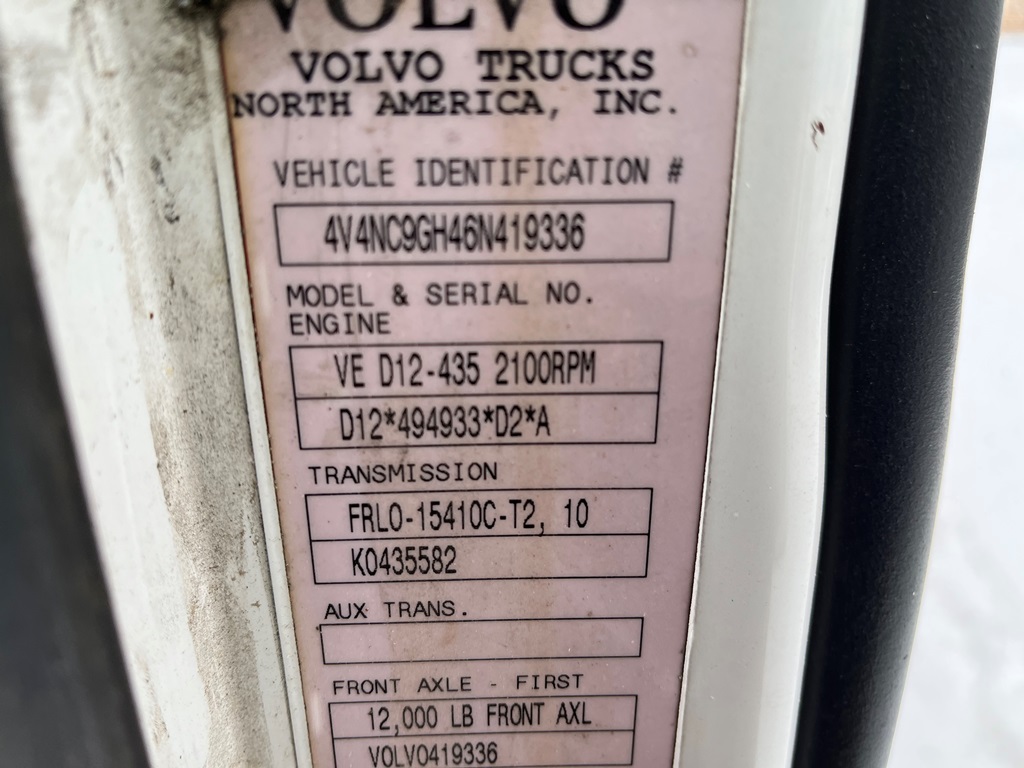 VOLVO
VOLVO TRUCKS
NORTH AMERICA, INC.
VEHICLE IDENTIFICATION #
4V4NC9GH46N419336
MODEL & SERIAL NO.
ENGINE
VE D12-435 2100RPM
D12*494933*D2*A
TRANSMISSION
FRLO-15410C-T2, 10
K0435582
AUX TRANS.
FRONT AXLE - FIRST
12,000 LB FRONT AXL
VOLVO419336